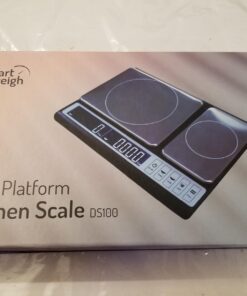 art
eigh
Platform
hen Scale DS100